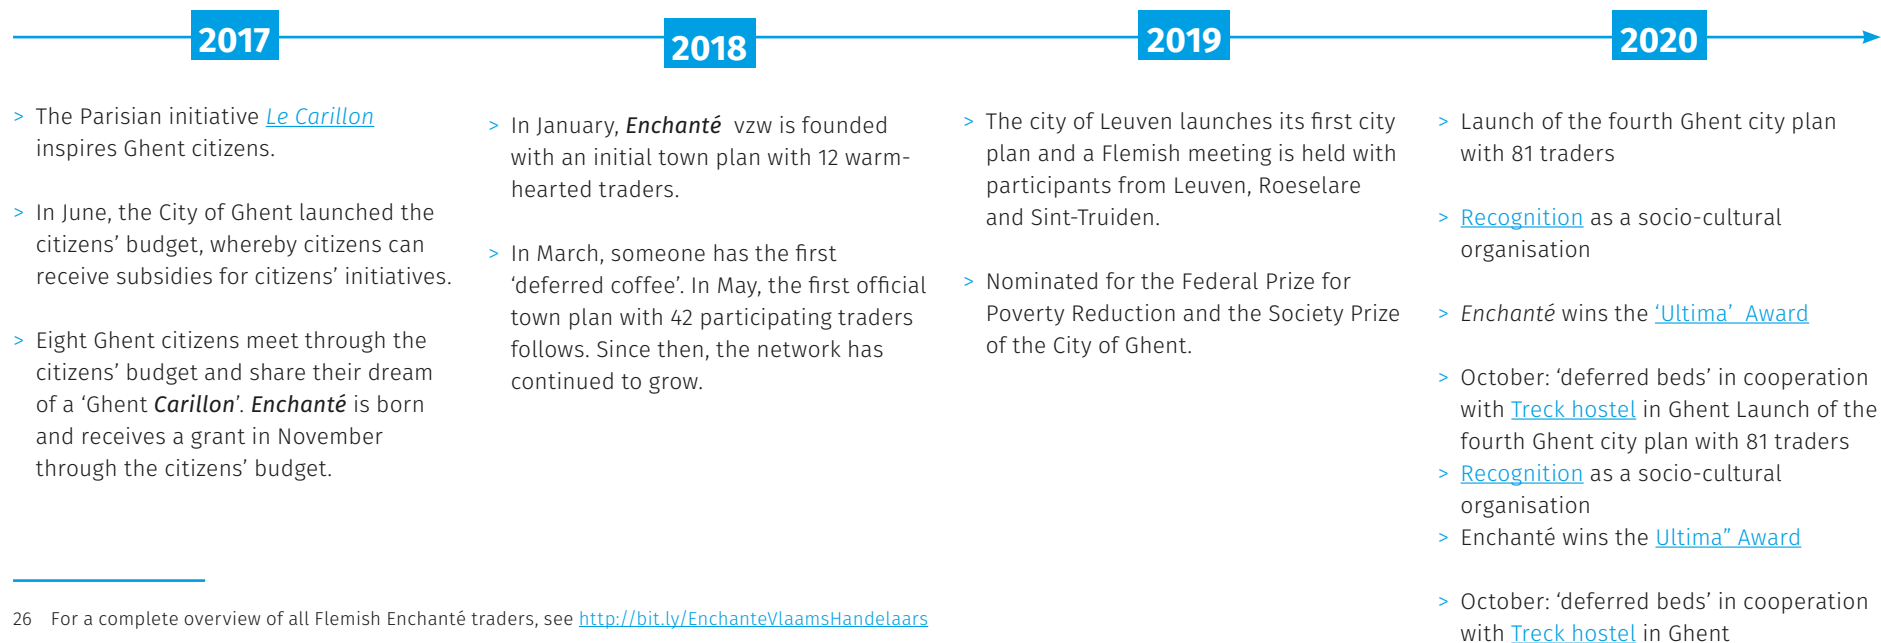 2017
2018
2019
2020
> The Parisian initiative Le Carillon
inspires Ghent citizens.
> In June, the City of Ghent launched the
citizens’ budget, whereby citizens can
receive subsidies for citizens’ initiatives.
> Eight Ghent citizens meet through the
citizens’ budget and share their dream
of a ‘Ghent Carillon’. Enchanté is born
and receives a grant in November
through the citizens’ budget.
> In January, Enchanté vzw is founded
with an initial town plan with 12 warm-
hearted traders.
> In March, someone has the first
‘deferred coffee’. In May, the first official
town plan with 42 participating traders
follows. Since then, the network has
continued to grow.
> The city of Leuven launches its first city
plan and a Flemish meeting is held with
participants from Leuven, Roeselare
and Sint-Truiden.
> Nominated for the Federal Prize for
Poverty Reduction and the Society Prize
of the City of Ghent.
> Launch of the fourth Ghent city plan
with 81 traders
> Recognition as a socio-cultural
organisation
> Enchanté wins the ‘Ultima’ Award
> October: ‘deferred beds’ in cooperation
with Treck hostel in Ghent Launch of the
fourth Ghent city plan with 81 traders
> Recognition as a socio-cultural
organisation
> Enchanté wins the Ultima” Award
> October: ‘deferred beds’ in cooperation
with Treck hostel in Ghent
26 For a complete overview of all Flemish Enchanté traders, see http://bit.ly/EnchanteVlaamsHandelaars